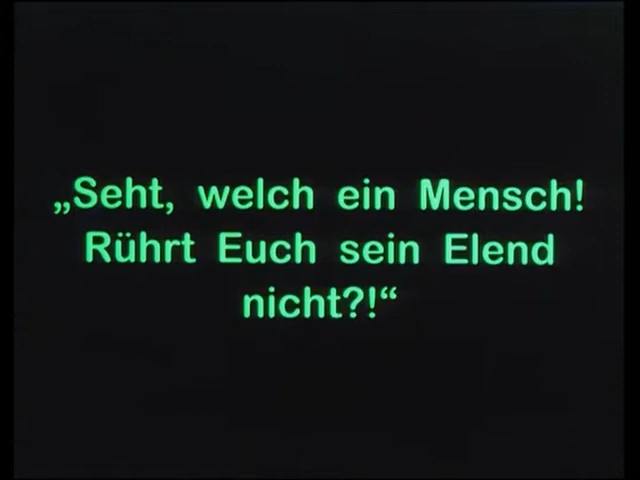 „Seht, welch ein Mensch!
Rührt Euch sein Elend
nicht?!“